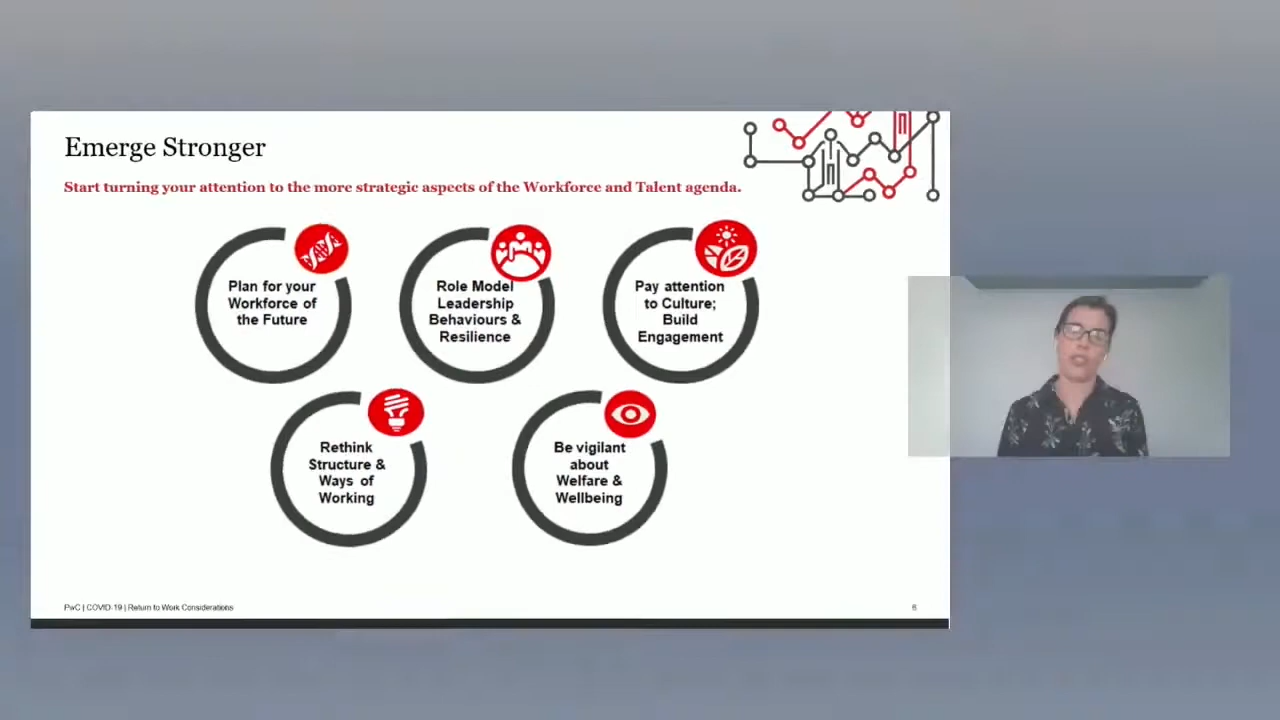 Emerge Stronger
Start turning your attention to the more strategic aspects of the Workforce and Talent agenda.
Plan for your
Workforce of
the Future
Role Model
Leadership
Behaviours &
Resilience
Pay attention
to Culture;
Build
Engagement
Rethink
Structure &
Ways of
Working
Be vigilant
about
Welfare &
Wellbeing
PwC | COVID-19 | Return to Work Considerations
6